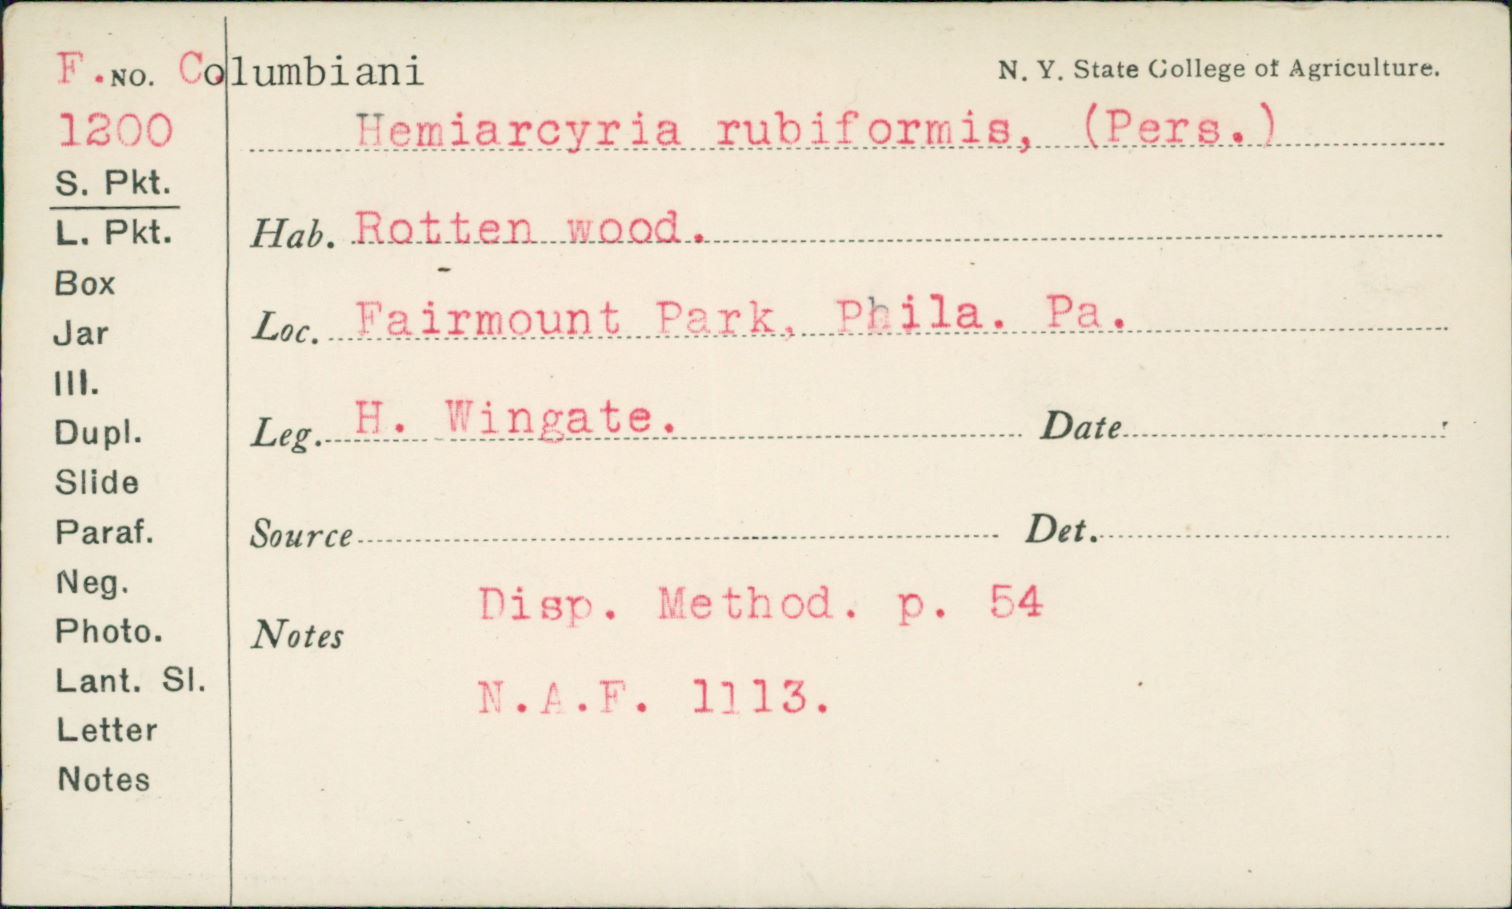 F. NO. Columbiani
N. Y. State College of Agriculture.
1200
Hemiarcyria rubiformis, (Pers.)
S. Pkt.
L. Pkt.
Hab. Rotten wood.
Box
Loc. Fairmount Park, Phila. Pa.
Jar
Ill.
Leg. H. Wingate. Date
Dupl.
Slide
Source Det.
Paraf.
Neg.
Disp. Method. p. 54
Photo.
Notes
Lant. Sl.
N.A.F. 1113.
Letter
Notes